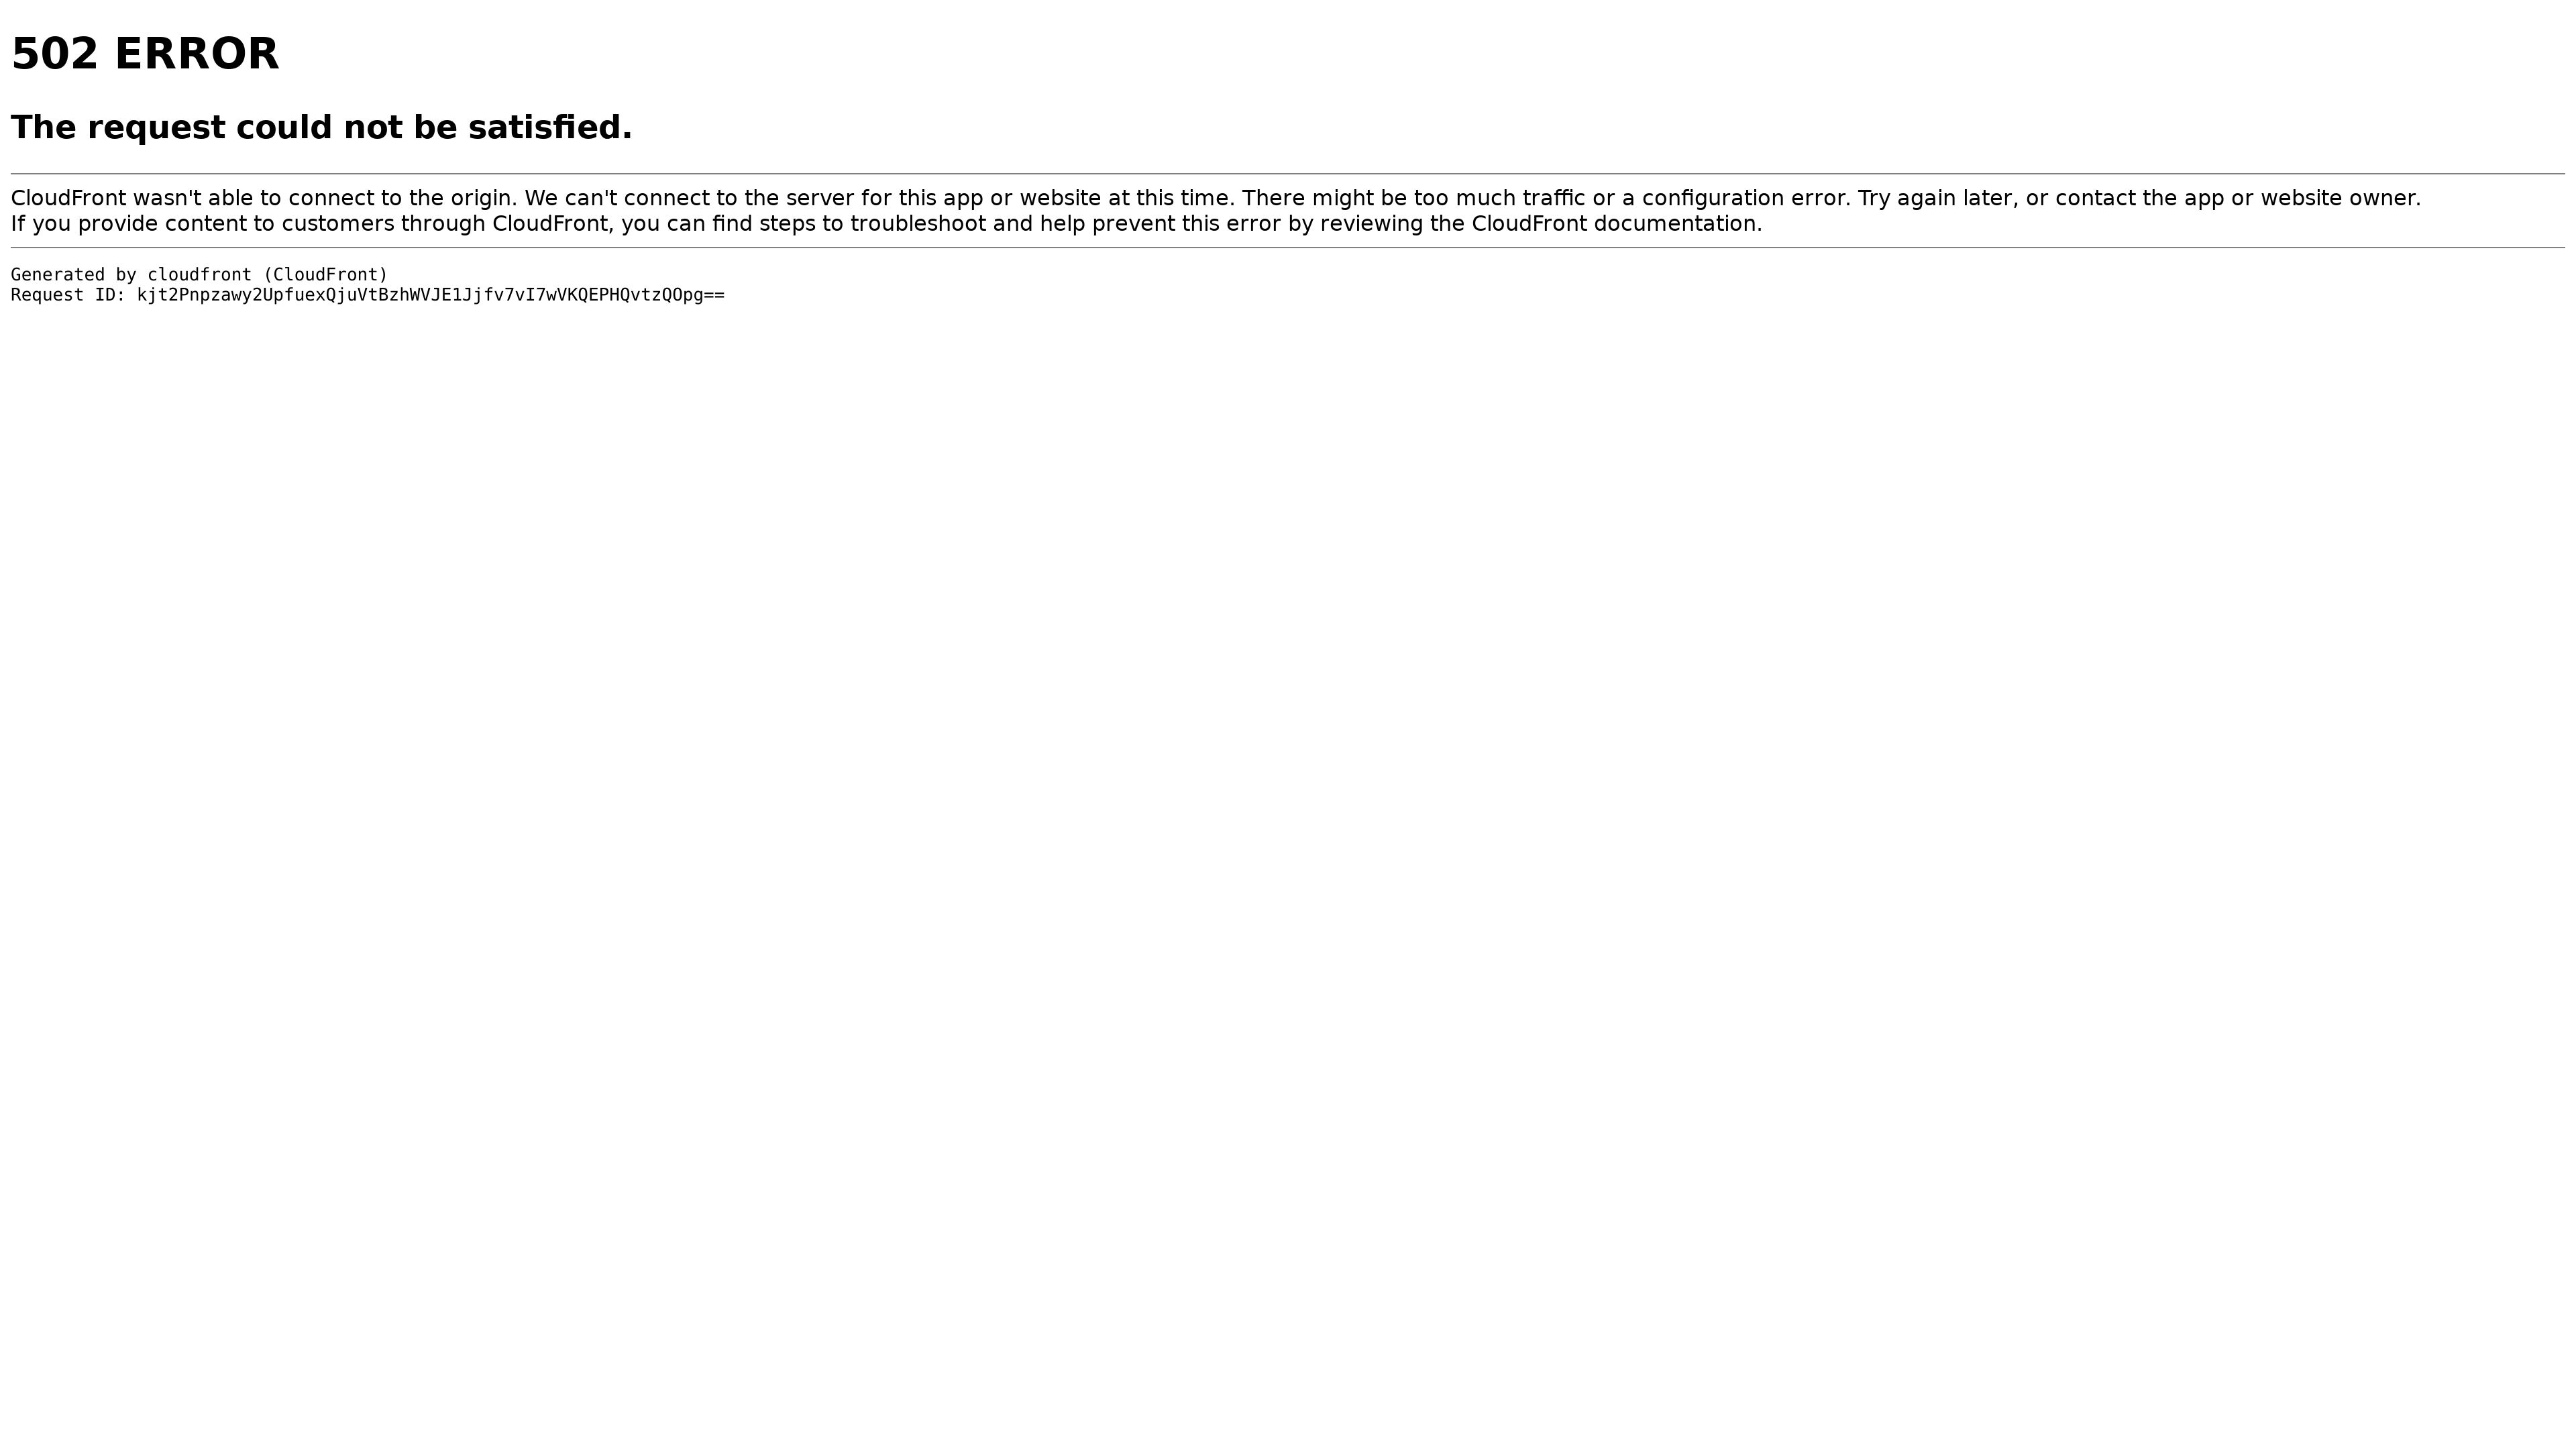 502 ERROR
The request could not be satisfied.
CloudFront wasn't able to connect to the origin. We can't connect to the server for this app or website at this time. There might be too much traffic or a configuration error. Try again later, or contact the app or website owner.
If you provide content to customers through CloudFront, you can find steps to troubleshoot and help prevent this error by reviewing the CloudFront documentation.
Generated by cloudfront (CloudFront)
Request ID: kjt2Pnpzawy2UpfuexQjuVtBzhWVJE1Jjfv7vI7wVKQEPHQvtzQOpg==